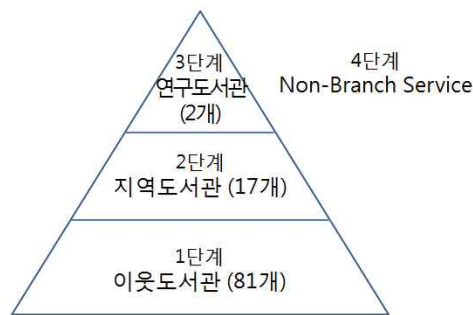 3단계
연구도서관
(2개)
4단계
Non-Branch Service
2단계
지역도서관 (17개)
1단계
이웃도서관 (81개)